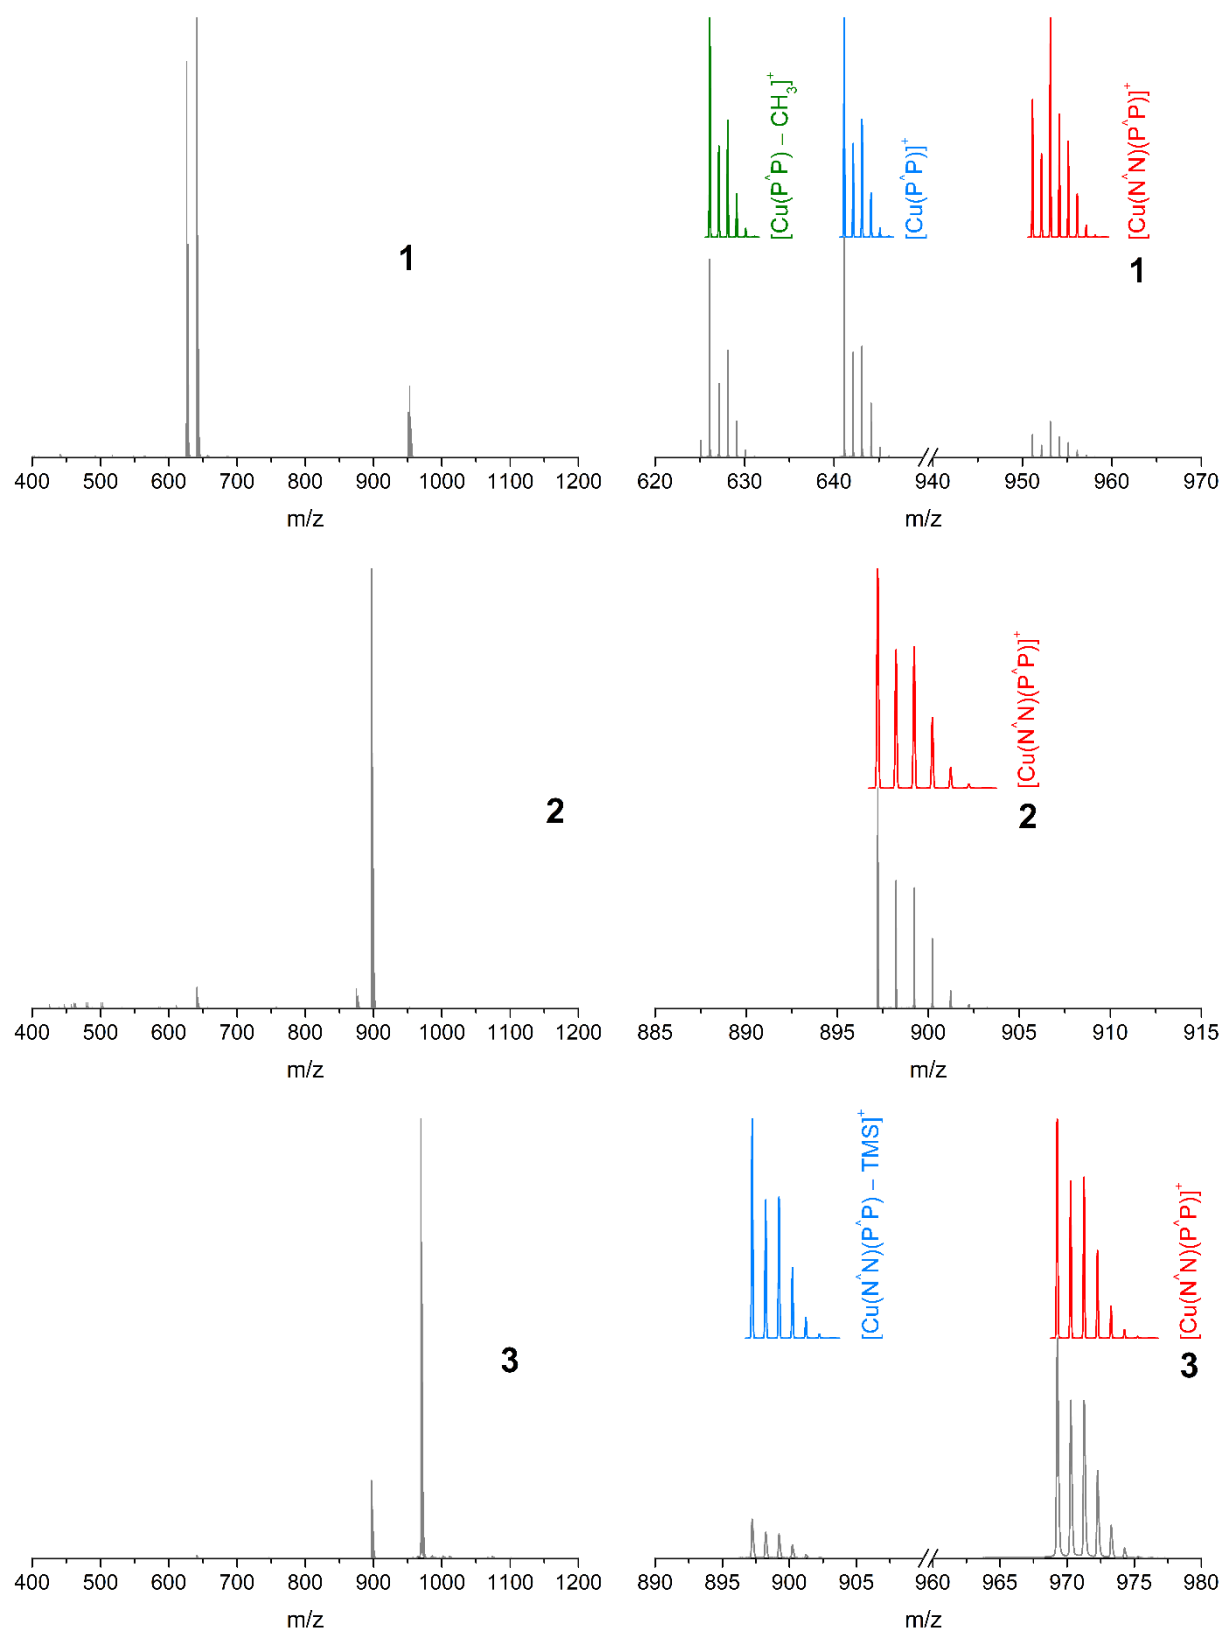 [Cu(P^P) – CH₃]⁺
[Cu(P^P)]⁺
[Cu(N^N)(P^P)]⁺
1
1
400 500 600 700 800 900 1000 1100 1200
m/z
620 630 640 940 950 960 970
m/z
[Cu(N^N)(P^P)]⁺
2
2
400 500 600 700 800 900 1000 1100 1200
m/z
885 890 895 900 905 910 915
m/z
[Cu(N^N)(P^P) – TMS]⁺
[Cu(N^N)(P^P)]⁺
3
3
400 500 600 700 800 900 1000 1100 1200
m/z
890 895 900 905 960 965 970 975 980
m/z